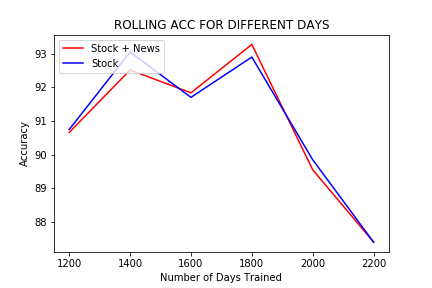 ROLLING ACC FOR DIFFERENT DAYS
Stock + News
Stock
93
92
91
90
89
88
Accuracy
1200 1400 1600 1800 2000 2200
Number of Days Trained